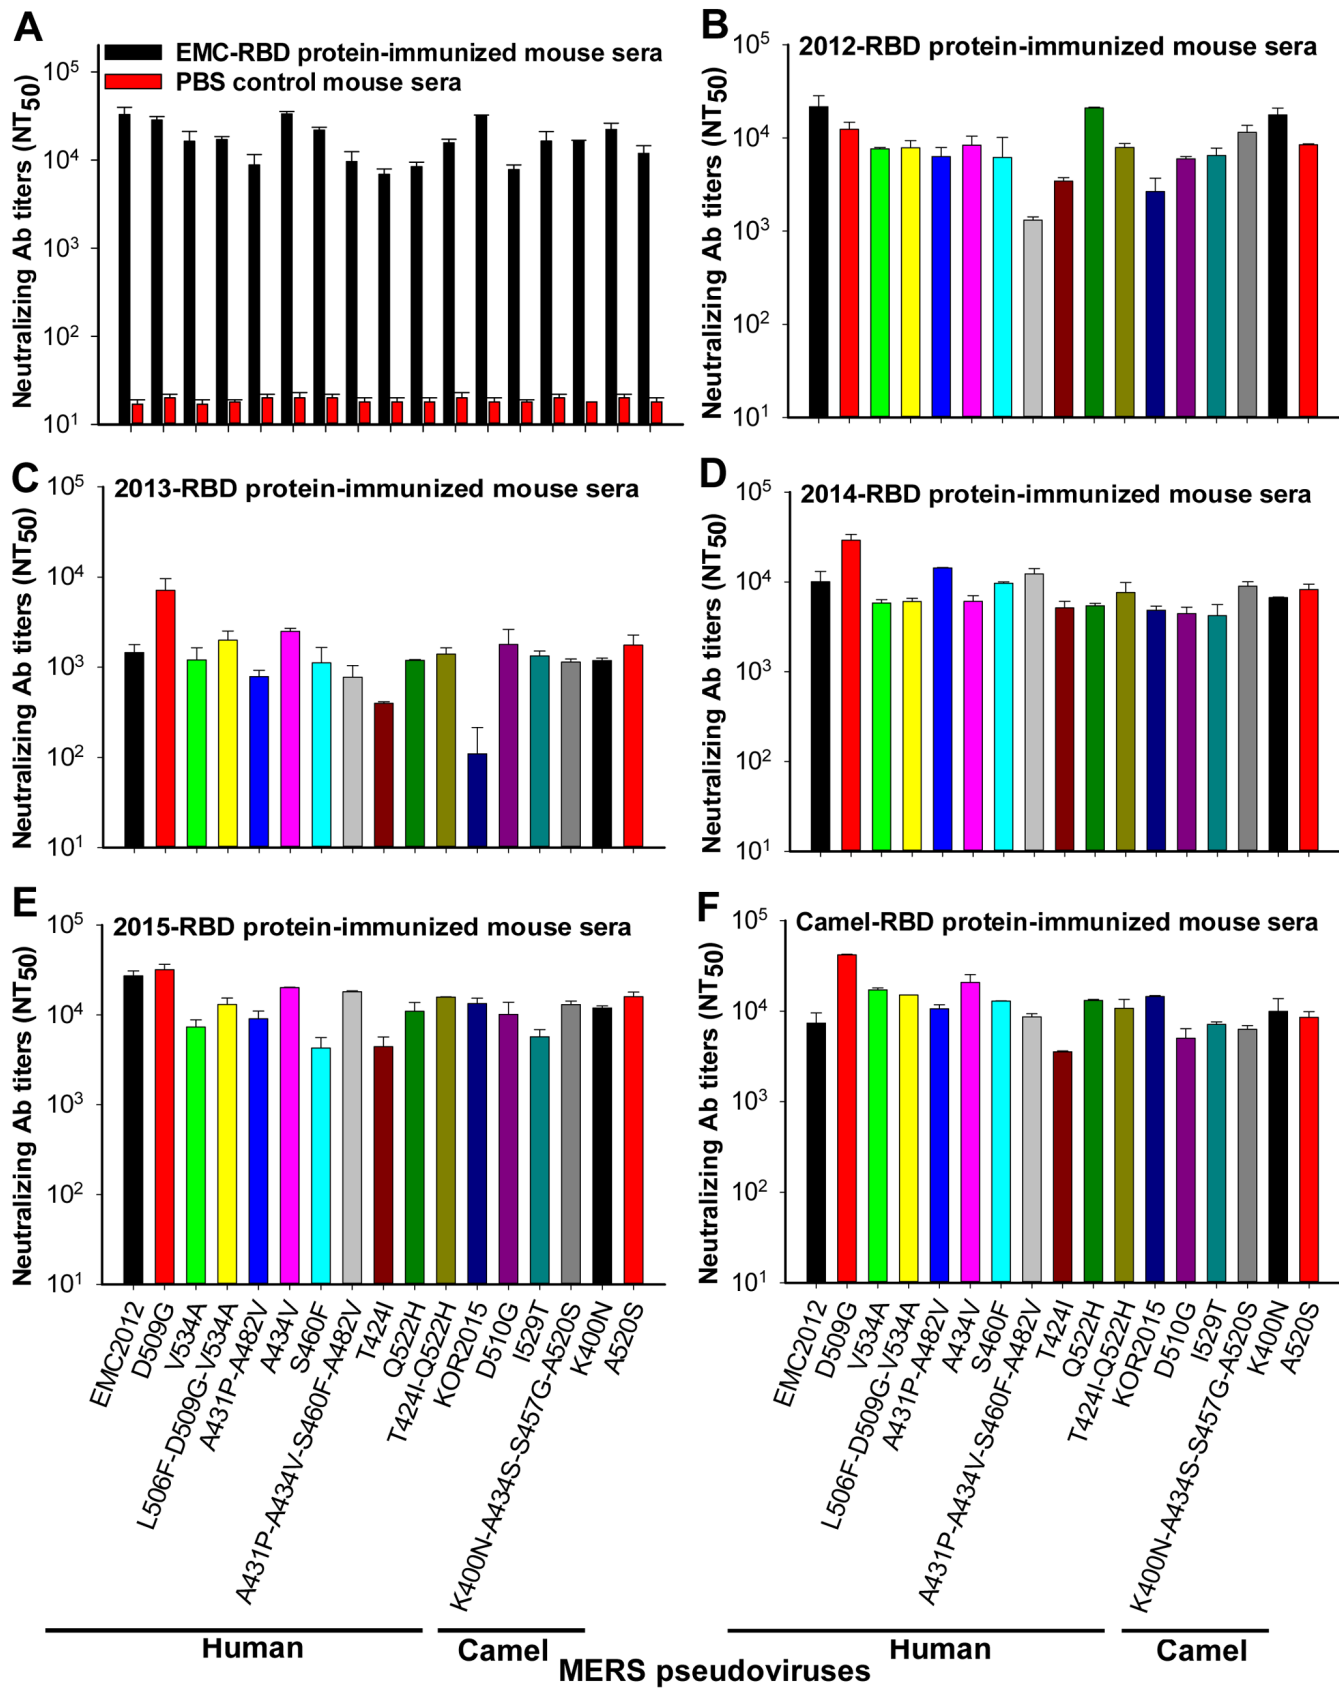 A
EMC-RBD protein-immunized mouse sera
PBS control mouse sera
Neutralizing Ab titers (NT50)
10^5
10^4
10^3
10^2
10^1
B
2012-RBD protein-immunized mouse sera
Neutralizing Ab titers (NT50)
10^5
10^4
10^3
10^2
10^1
C
2013-RBD protein-immunized mouse sera
Neutralizing Ab titers (NT50)
10^5
10^4
10^3
10^2
10^1
D
2014-RBD protein-immunized mouse sera
Neutralizing Ab titers (NT50)
10^5
10^4
10^3
10^2
10^1
E
2015-RBD protein-immunized mouse sera
Neutralizing Ab titers (NT50)
10^5
10^4
10^3
10^2
10^1
EMC2012
D509G
V534A
L506F-D509G-V534A
A431P-A482V
A434V
S460F
A431P-A434V-S460F-A482V
T424I
Q522H
T424I-Q522H
KOR2015
D510G
I529T
K400N-A434S-S457G-A520S
K400N
A520S
Human
Camel
F
Camel-RBD protein-immunized mouse sera
Neutralizing Ab titers (NT50)
10^5
10^4
10^3
10^2
10^1
EMC2012
D509G
V534A
L506F-D509G-V534A
A431P-A482V
A434V
S460F
A431P-A434V-S460F-A482V
T424I
Q522H
T424I-Q522H
KOR2015
D510G
I529T
K400N-A434S-S457G-A520S
K400N
A520S
Human
Camel
MERS pseudoviruses